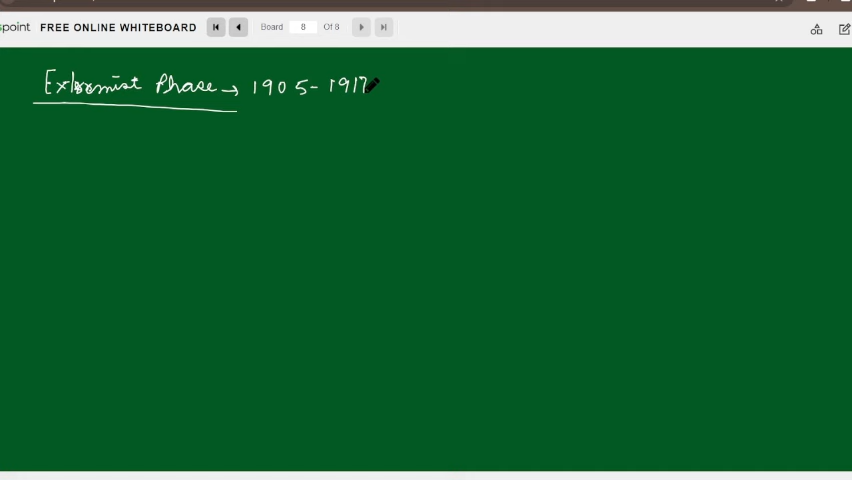 spoint FREE ONLINE WHITEBOARD Board 8 Of 8
Extremist Phase → 1905-1917